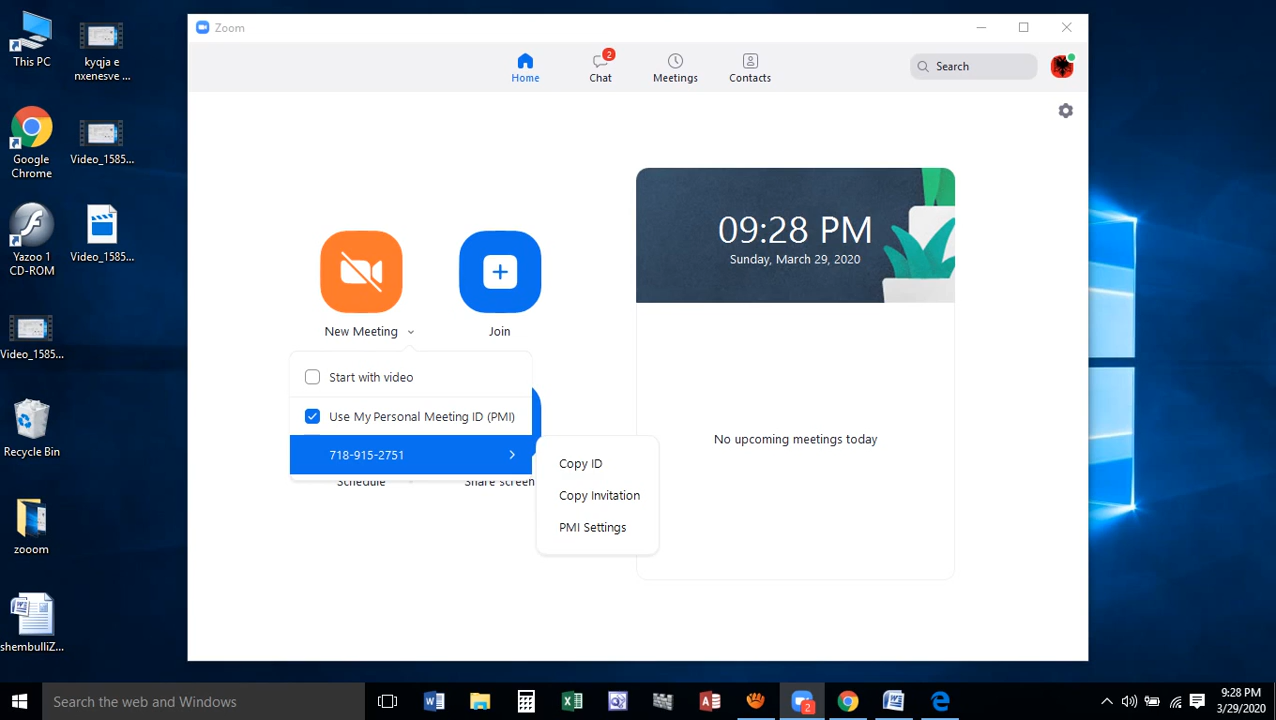 This PC
kyqja e
nxenesve ...
Google
Chrome
Video_1585...
Yazoo 1
CD-ROM
Video_1585...
Video_1585...
Recycle Bin
zooom
shembulliZ...
Zoom
Home
2
Chat
Meetings
Contacts
Search
New Meeting
Join
Start with video
Use My Personal Meeting ID (PMI)
718-915-2751
Schedule
Share screen
Copy ID
Copy Invitation
PMI Settings
09:28 PM
Sunday, March 29, 2020
No upcoming meetings today
Search the web and Windows
2
9:28 PM
3/29/2020